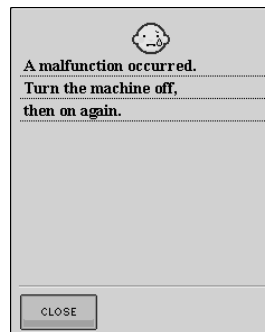 A malfunction occurred.
Turn the machine off,
then on again.
CLOSE